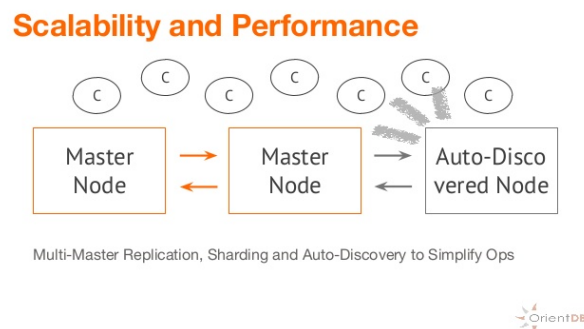 Scalability and Performance
C C C C C C C
Master
Node
Master
Node
Auto-Disco
vered Node
Multi-Master Replication, Sharding and Auto-Discovery to Simplify Ops
OrientDB